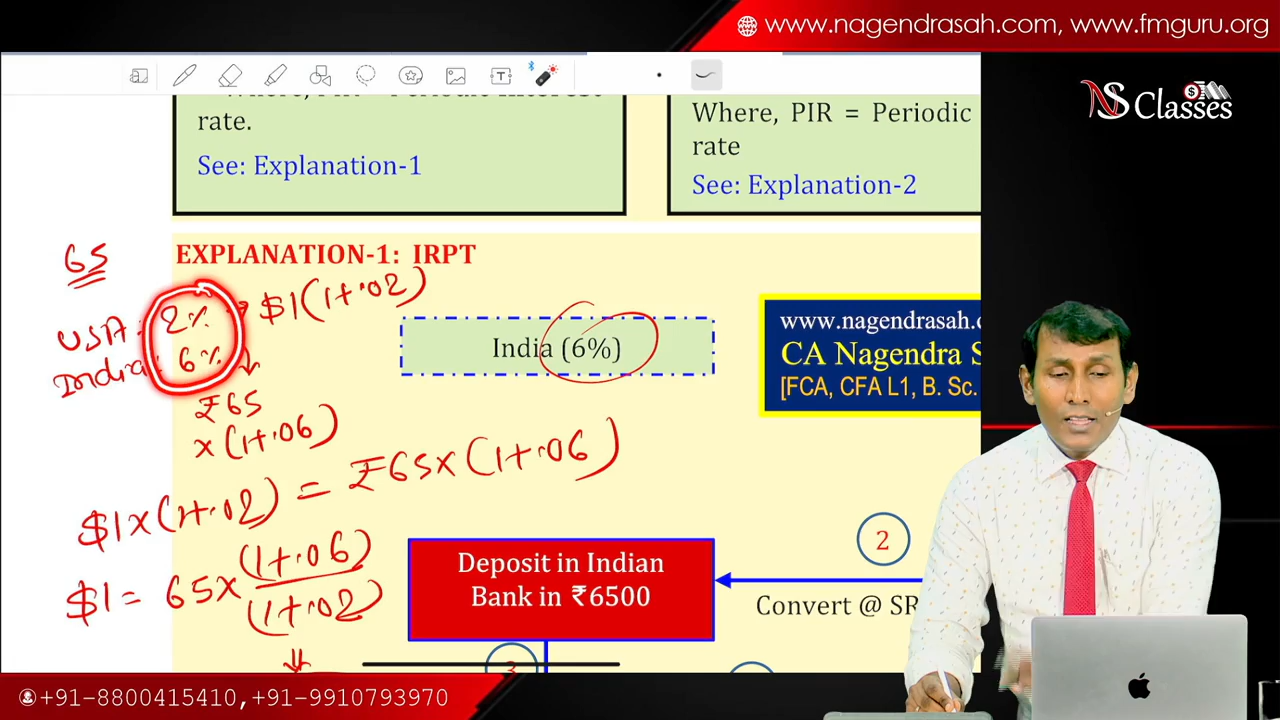 www.nagendrasah.com, www.fmguru.org
NS Classes
rate.
See: Explanation-1
Where, PIR = Periodic
rate
See: Explanation-2
65
EXPLANATION-1: IRPT
USA: 2% → $1(1+.02)
India: 6%
₹65
x(1+.06)
India (6%)
www.nagendrasah.c
CA Nagendra S
[FCA, CFA L1, B. Sc.
$1x(1+.02) = ₹65x(1+.06)
$1 = 65x (1+.06)
(1+.02)
Deposit in Indian
Bank in ₹6500
2
Convert @ SR
3
+91-8800415410,+91-9910793970